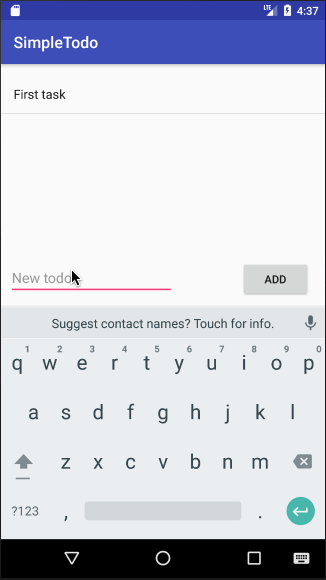 LTE 4:37
SimpleTodo
First task
New todo
ADD
Suggest contact names? Touch for info.
1 2 3 4 5 6 7 8 9 0
q w e r t y u i o p
a s d f g h j k l
z x c v b n m
?123 , .